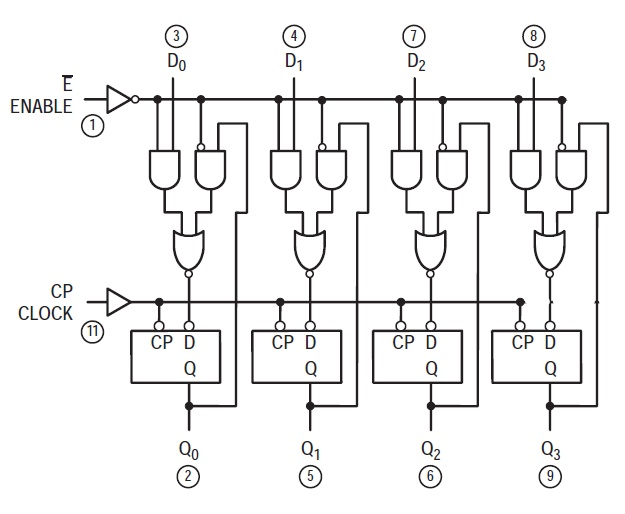 3 4 7 8
D0 D1 D2 D3
E̅
ENABLE
1
CP
CLOCK
11
CP D CP D CP D CP D
Q Q Q Q
Q0 Q1 Q2 Q3
2 5 6 9